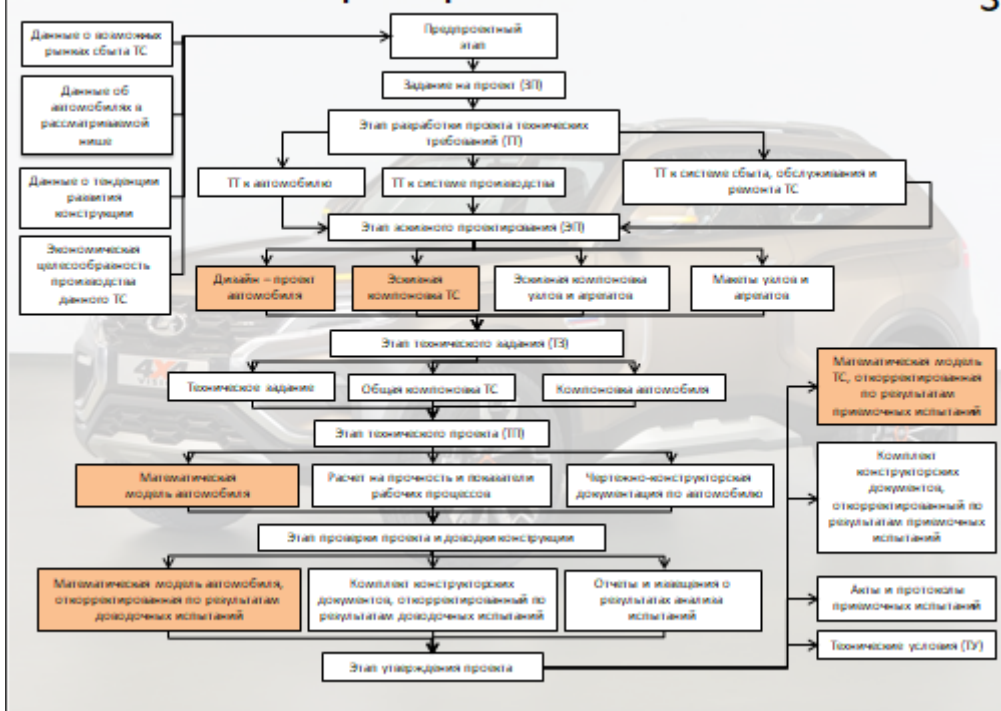 3
Данные о возможных
рынках сбыта ТС
Данные об
автомобилях в
рассматриваемой
нише
Данные о тенденции
развития
конструкции
Экономическая
целесообразность
производства
данного ТС
Предпроектный
этап
Задание на проект (ЗП)
Этап разработки проекта технических
требований (ТТ)
ТТ к автомобилю
ТТ к системе производства
ТТ к системе сбыта, обслуживания и
ремонта ТС
Этап эскизного проектирования (ЭП)
Дизайн – проект
автомобиля
Эскизная
компоновка ТС
Эскизная компоновка
узлов и агрегатов
Макеты узлов и
агрегатов
Этап технического задания (ТЗ)
Техническое задание
Общая компоновка ТС
Компоновка автомобиля
Этап технического проекта (ТП)
Математическая
модель автомобиля
Расчет на прочность и показатели
рабочих процессов
Чертежно-конструкторская
документация по автомобилю
Этап проверки проекта и доводки конструкции
Математическая модель автомобиля,
откорректированная по результатам
доводочных испытаний
Комплект конструкторских
документов, откорректированный по
результатам доводочных испытаний
Отчеты и извещения о
результатах анализа
испытаний
Этап утверждения проекта
Математическая модель
ТС, откорректированная
по результатам
приемочных испытаний
Комплект
конструкторских
документов,
откорректированный по
результатам приемочных
испытаний
Акты и протоколы
приемочных испытаний
Технические условия (ТУ)
4X4